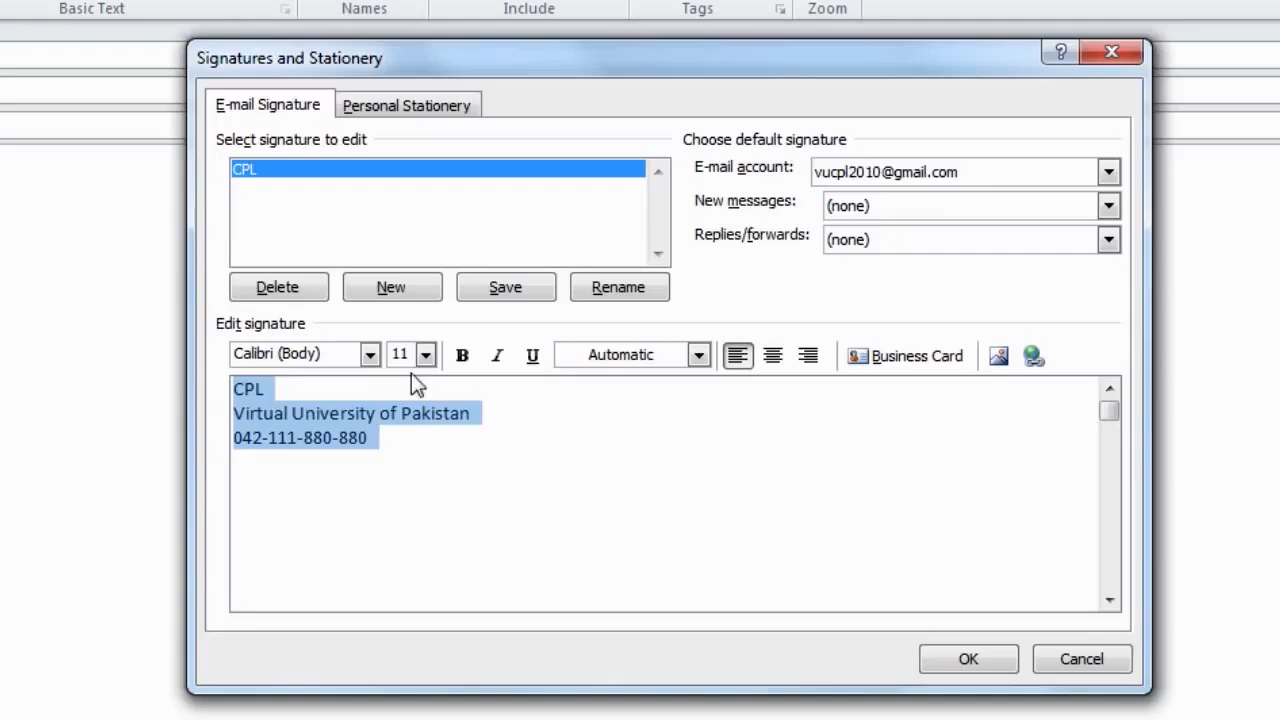 Basic Text
Names
Include
Tags
Zoom
Signatures and Stationery
E-mail Signature
Personal Stationery
Select signature to edit
CPL
Delete
New
Save
Rename
Choose default signature
E-mail account:
vucpl2010@gmail.com
New messages:
(none)
Replies/forwards:
(none)
Edit signature
Calibri (Body)
11
B
I
U
Automatic
Business Card
CPL
Virtual University of Pakistan
042-111-880-880
OK
Cancel